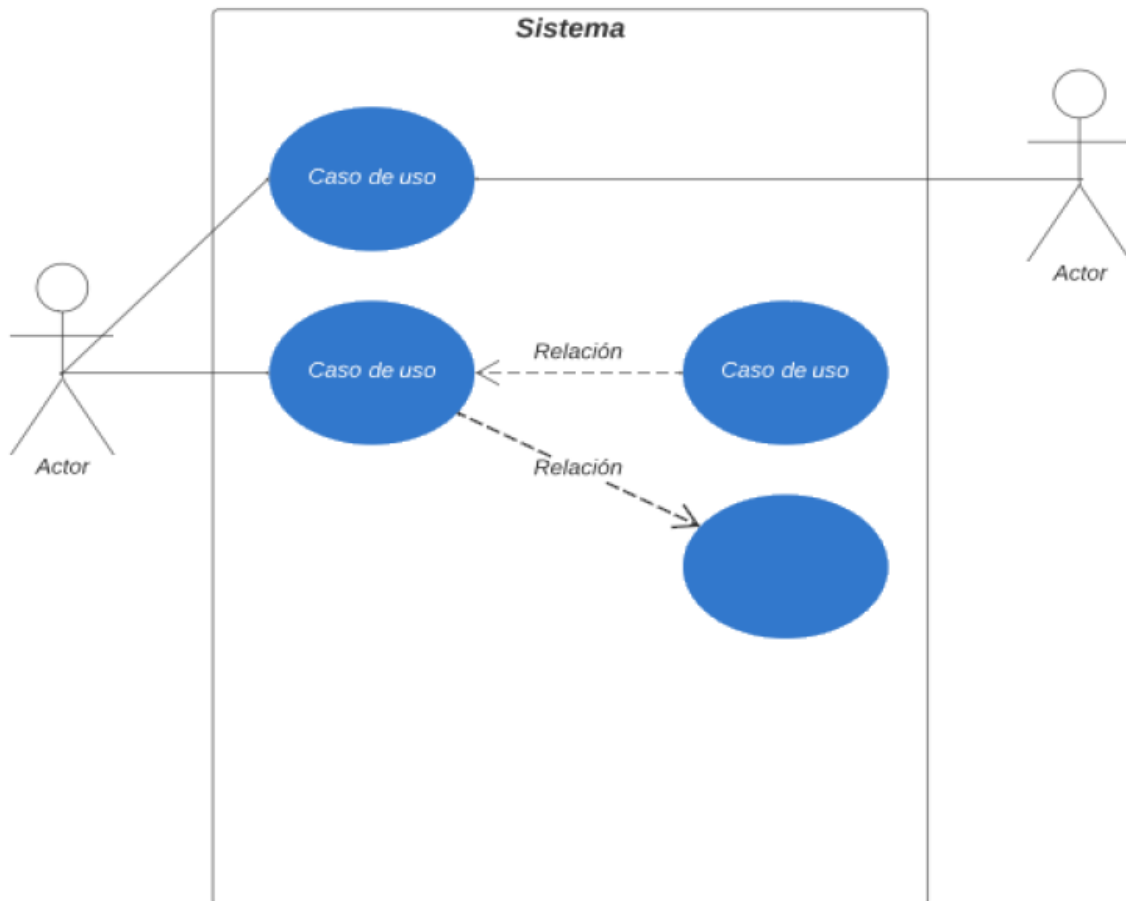 Sistema
Caso de uso
Actor
Caso de uso
Relación
Caso de uso
Actor
Relación